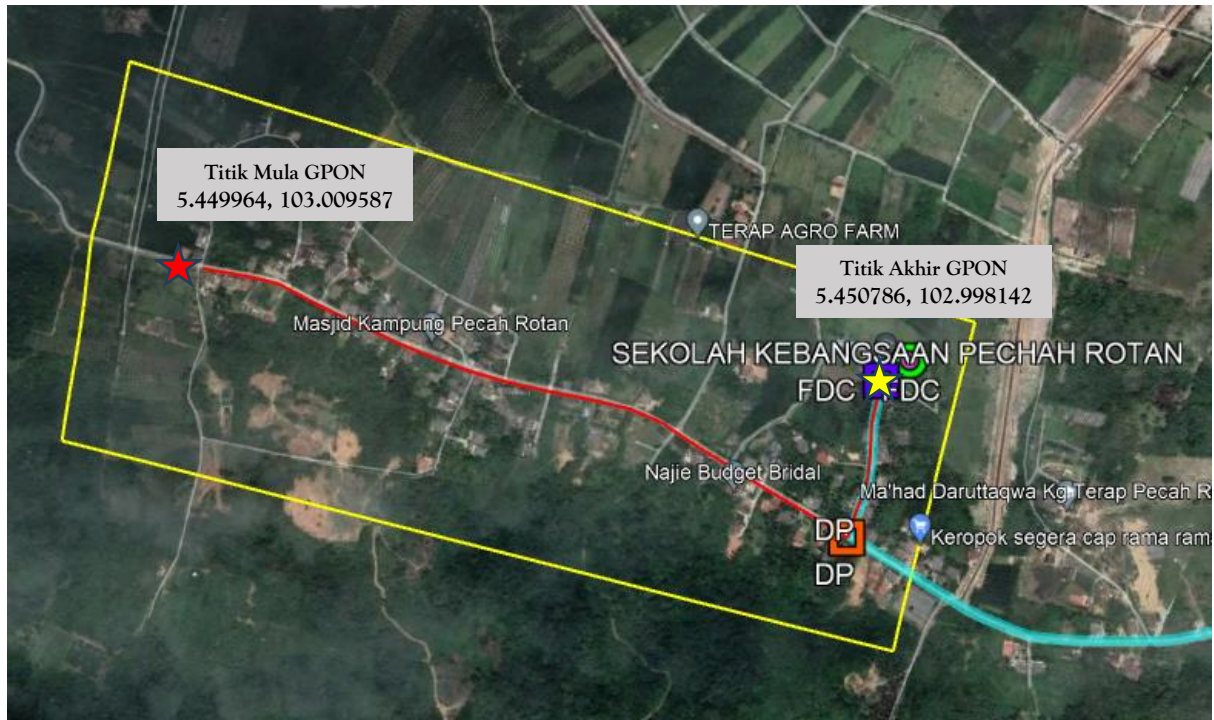 Titik Mula GPON
5.449964, 103.009587
TERAP AGRO FARM
Titik Akhir GPON
5.450786, 102.998142
Masjid Kampung Pecah Rotan
SEKOLAH KEBANGSAAN PECHAH ROTAN
FDC FDC
Najie Budget Bridal
Ma'had Daruttaqwa Kg Terap Pecah R
DP
Keropok segera cap rama rama
DP